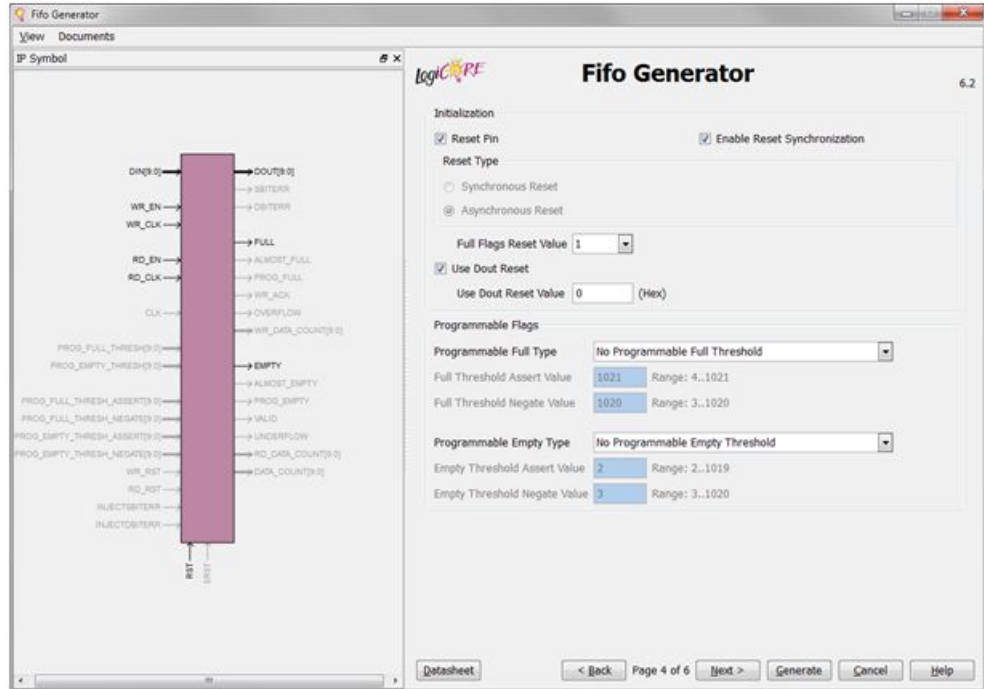 Fifo Generator
View Documents
IP Symbol
DIN[9:0]
DOUT[9:0]
SBITERR
WR_EN
DBITERR
WR_CLK
FULL
RD_EN
ALMOST_FULL
RD_CLK
PROG_FULL
WR_ACK
CLK
OVERFLOW
WR_DATA_COUNT[9:0]
PROG_FULL_THRESH[9:0]
PROG_EMPTY_THRESH[9:0]
EMPTY
ALMOST_EMPTY
PROG_FULL_THRESH_ASSERT[9:0]
PROG_EMPTY
PROG_FULL_THRESH_NEGATE[9:0]
VALID
PROG_EMPTY_THRESH_ASSERT[9:0]
UNDERFLOW
PROG_EMPTY_THRESH_NEGATE[9:0]
RD_DATA_COUNT[9:0]
WR_RST
DATA_COUNT[9:0]
RD_RST
INJECTSBITERR
INJECTDBITERR
RST
SRST
LogiCORE
Fifo Generator
6.2
Initialization
Reset Pin
Enable Reset Synchronization
Reset Type
Synchronous Reset
Asynchronous Reset
Full Flags Reset Value 1
Use Dout Reset
Use Dout Reset Value 0 (Hex)
Programmable Flags
Programmable Full Type No Programmable Full Threshold
Full Threshold Assert Value 1021 Range: 4..1021
Full Threshold Negate Value 1020 Range: 3..1020
Programmable Empty Type No Programmable Empty Threshold
Empty Threshold Assert Value 2 Range: 2..1019
Empty Threshold Negate Value 3 Range: 3..1020
Datasheet < Back Page 4 of 6 Next > Generate Cancel Help